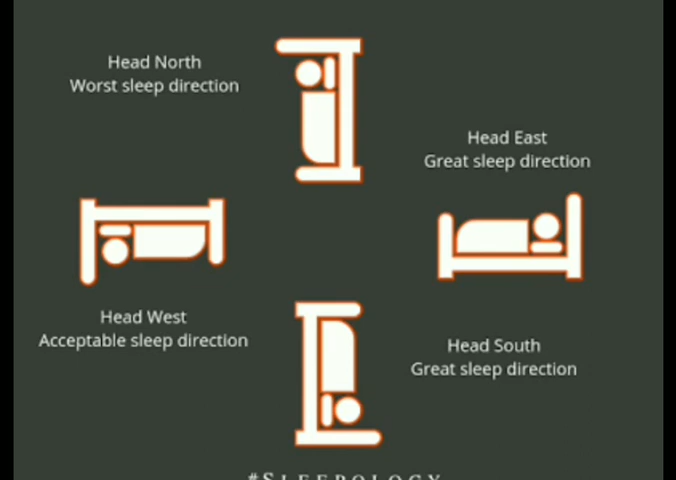 Head North
Worst sleep direction
Head East
Great sleep direction
Head West
Acceptable sleep direction
Head South
Great sleep direction
#SLEEPOLOGY